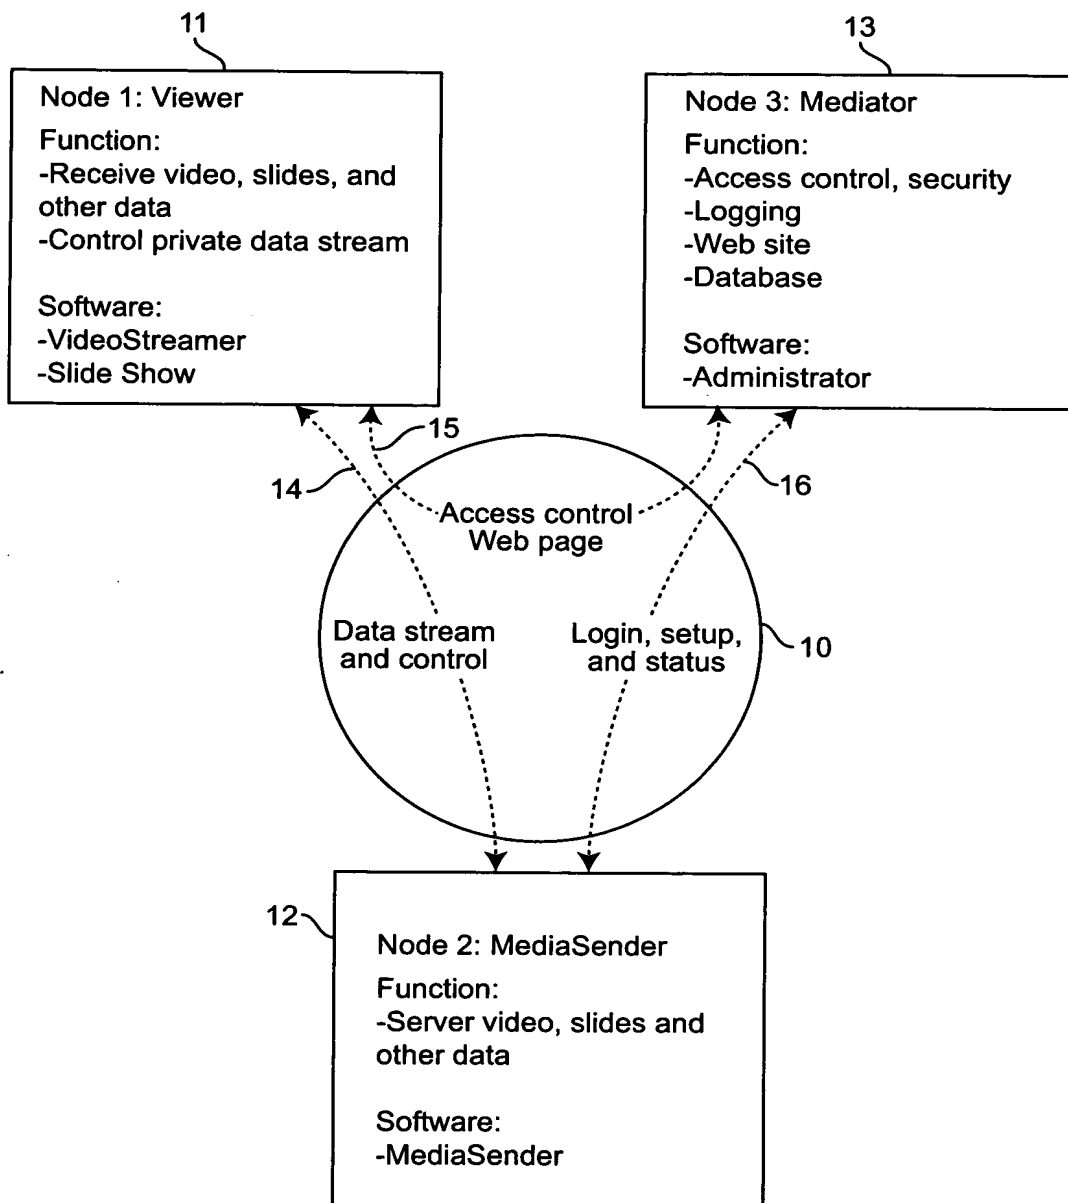 11
Node 1: Viewer
Function:
-Receive video, slides, and
other data
-Control private data stream
Software:
-VideoStreamer
-Slide Show
13
Node 3: Mediator
Function:
-Access control, security
-Logging
-Web site
-Database
Software:
-Administrator
15
14
16
Access control
Web page
Data stream
and control
Login, setup,
and status
10
12
Node 2: MediaSender
Function:
-Server video, slides and
other data
Software:
-MediaSender